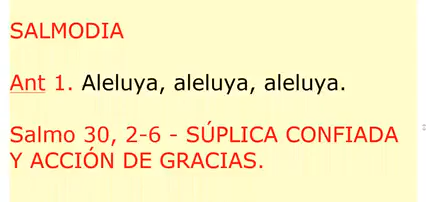 SALMODIA
Ant 1. Aleluya, aleluya, aleluya.
Salmo 30, 2-6 - SÚPLICA CONFIADA
Y ACCIÓN DE GRACIAS.